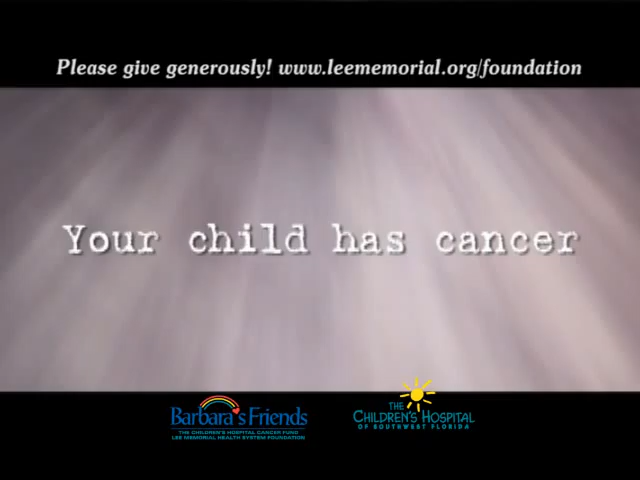 Please give generously! www.leememorial.org/foundation
Your child has cancer
Barbara's Friends
THE CHILDREN'S HOSPITAL CANCER FUND
LEE MEMORIAL HEALTH SYSTEM FOUNDATION
THE
CHILDREN'S HOSPITAL
OF SOUTHWEST FLORIDA